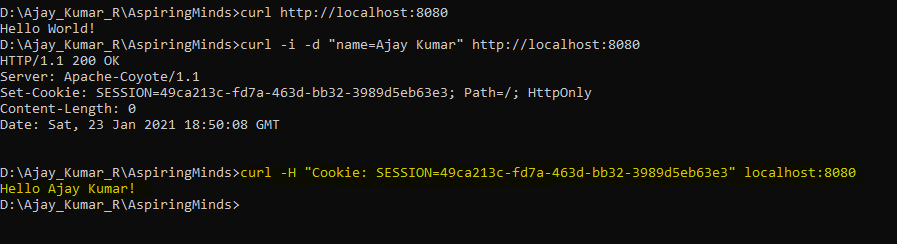 D:\Ajay_Kumar_R\AspiringMinds>curl http://localhost:8080
Hello World!
D:\Ajay_Kumar_R\AspiringMinds>curl -i -d "name=Ajay Kumar" http://localhost:8080
HTTP/1.1 200 OK
Server: Apache-Coyote/1.1
Set-Cookie: SESSION=49ca213c-fd7a-463d-bb32-3989d5eb63e3; Path=/; HttpOnly
Content-Length: 0
Date: Sat, 23 Jan 2021 18:50:08 GMT
D:\Ajay_Kumar_R\AspiringMinds>curl -H "Cookie: SESSION=49ca213c-fd7a-463d-bb32-3989d5eb63e3" localhost:8080
Hello Ajay Kumar!
D:\Ajay_Kumar_R\AspiringMinds>